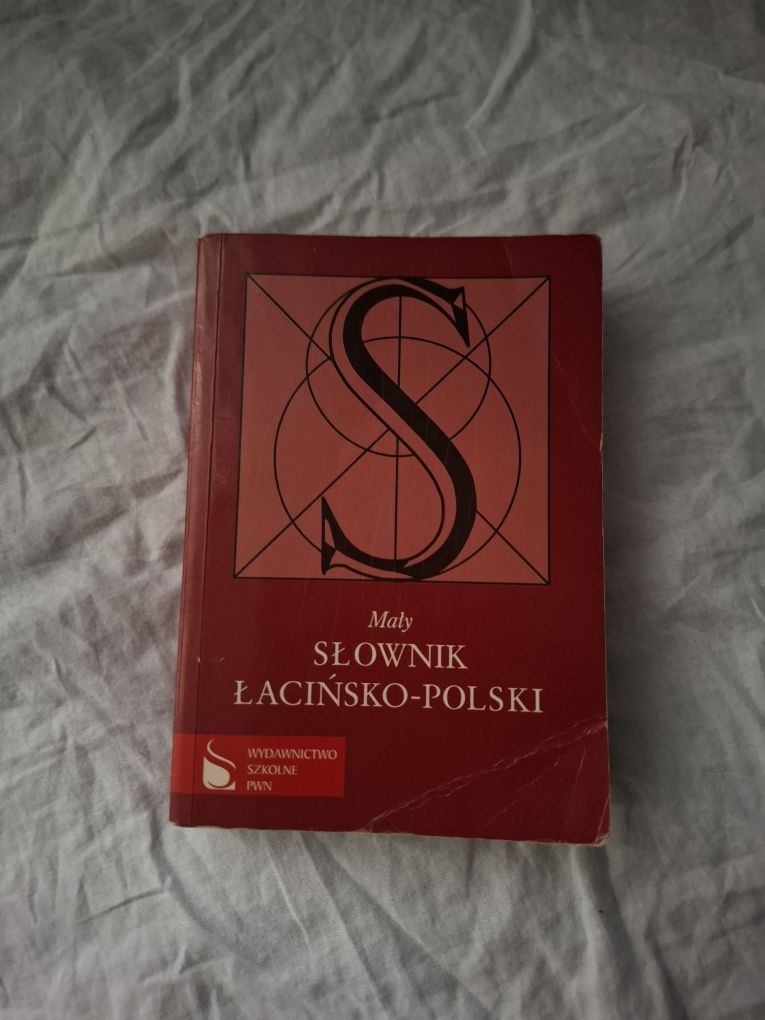 S
Mały
SŁOWNIK
ŁACIŃSKO-POLSKI
WYDAWNICTWO
SZKOLNE
PWN